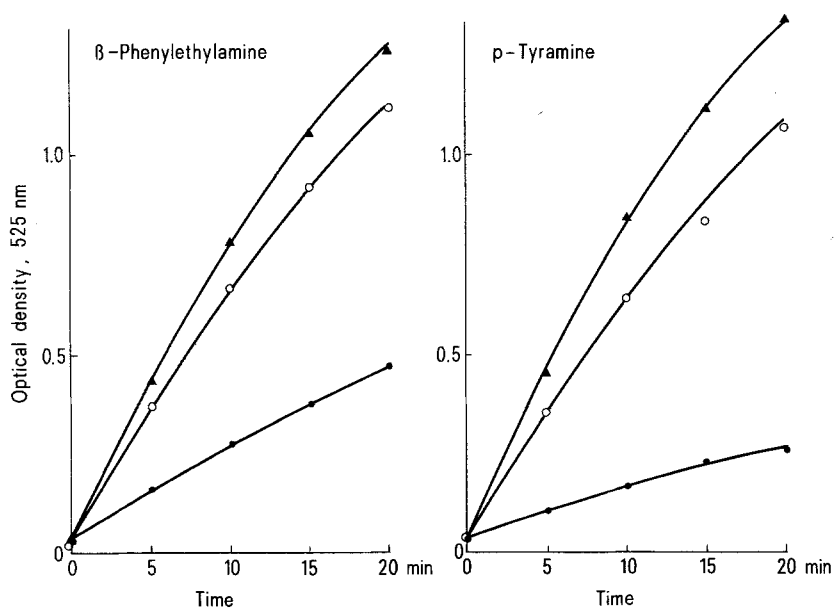 β-Phenylethylamine
Optical density, 525 nm
1.0
0.5
0
0 5 10 15 20 min
Time
p-Tyramine
1.0
0.5
0
0 5 10 15 20 min
Time